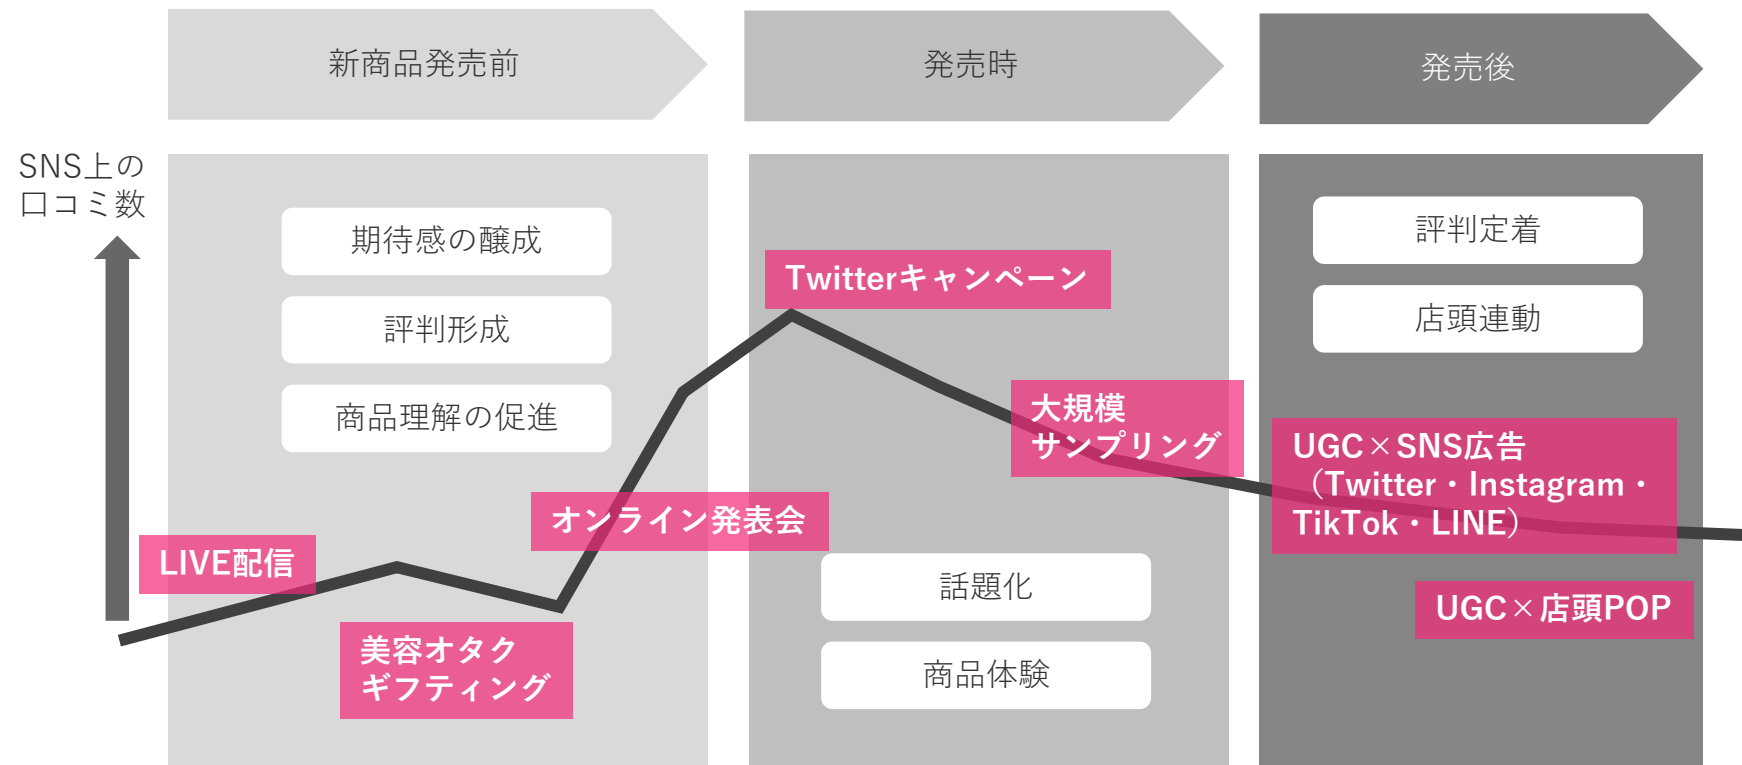 新商品発売前
発売時
発売後
SNS上の
口コミ数
期待感の醸成
評判形成
商品理解の促進
LIVE配信
美容オタク
ギフティング
オンライン発表会
Twitterキャンペーン
大規模
サンプリング
話題化
商品体験
評判定着
店頭連動
UGC×SNS広告
（Twitter・Instagram・
TikTok・LINE）
UGC×店頭POP